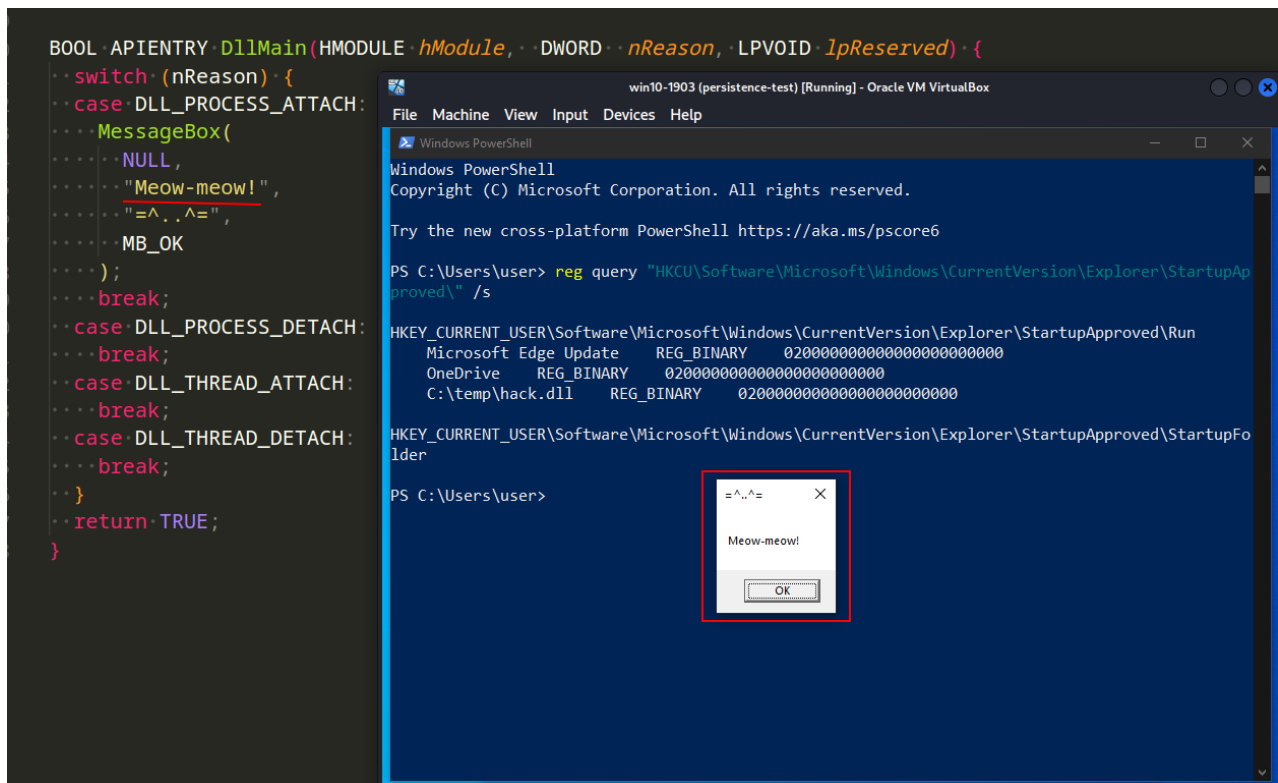 BOOL APIENTRY DllMain(HMODULE hModule, DWORD nReason, LPVOID lpReserved) {
switch (nReason) {
case DLL_PROCESS_ATTACH:
MessageBox(
NULL,
"Meow-meow!",
"=^..^=",
MB_OK
);
break;
case DLL_PROCESS_DETACH:
break;
case DLL_THREAD_ATTACH:
break;
case DLL_THREAD_DETACH:
break;
}
return TRUE;
}
win10-1903 (persistence-test) [Running] - Oracle VM VirtualBox
File Machine View Input Devices Help
Windows PowerShell
Windows PowerShell
Copyright (C) Microsoft Corporation. All rights reserved.
Try the new cross-platform PowerShell https://aka.ms/pscore6
PS C:\Users\user> reg query "HKCU\Software\Microsoft\Windows\CurrentVersion\Explorer\StartupAp
proved\" /s
HKEY_CURRENT_USER\Software\Microsoft\Windows\CurrentVersion\Explorer\StartupApproved\Run
Microsoft Edge Update REG_BINARY 020000000000000000000000
OneDrive REG_BINARY 020000000000000000000000
C:\temp\hack.dll REG_BINARY 020000000000000000000000
HKEY_CURRENT_USER\Software\Microsoft\Windows\CurrentVersion\Explorer\StartupApproved\StartupFo
lder
PS C:\Users\user>
=^..^=
Meow-meow!
OK